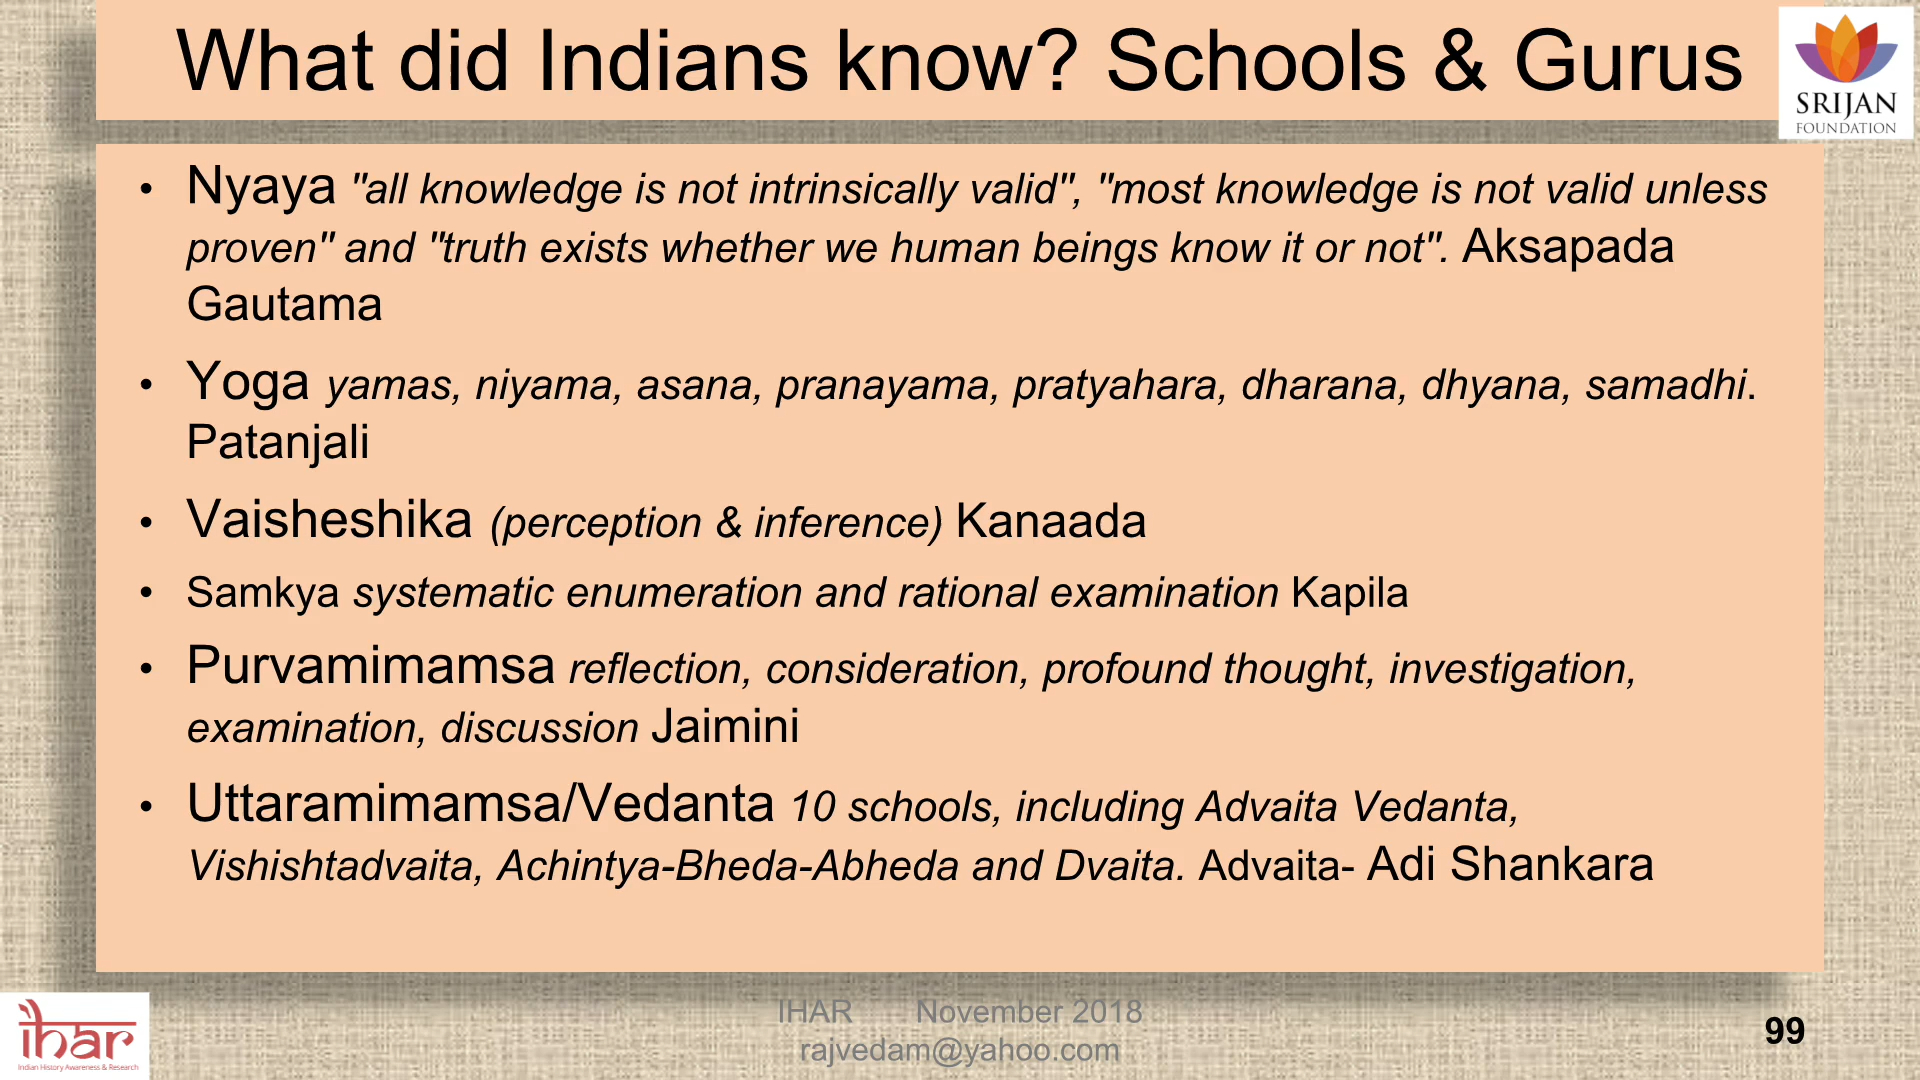 What did Indians know? Schools & Gurus
SRIJAN
FOUNDATION
• Nyaya "all knowledge is not intrinsically valid", "most knowledge is not valid unless
proven" and "truth exists whether we human beings know it or not". Aksapada
Gautama
• Yoga yamas, niyama, asana, pranayama, pratyahara, dharana, dhyana, samadhi.
Patanjali
• Vaisheshika (perception & inference) Kanaada
• Samkya systematic enumeration and rational examination Kapila
• Purvamimamsa reflection, consideration, profound thought, investigation,
examination, discussion Jaimini
• Uttaramimamsa/Vedanta 10 schools, including Advaita Vedanta,
Vishishtadvaita, Achintya-Bheda-Abheda and Dvaita. Advaita- Adi Shankara
ihar
Indian History Awareness & Research
IHAR November 2018
rajvedam@yahoo.com
99